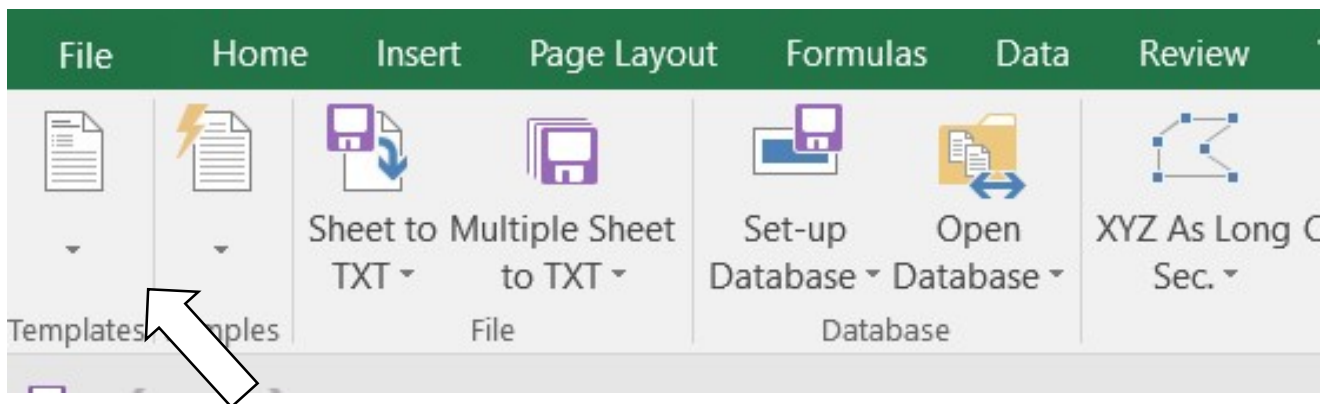 File Home Insert Page Layout Formulas Data Review
Sheet to Multiple Sheet Set-up Open XYZ As Long
TXT to TXT Database Database Sec.
Templates File Database